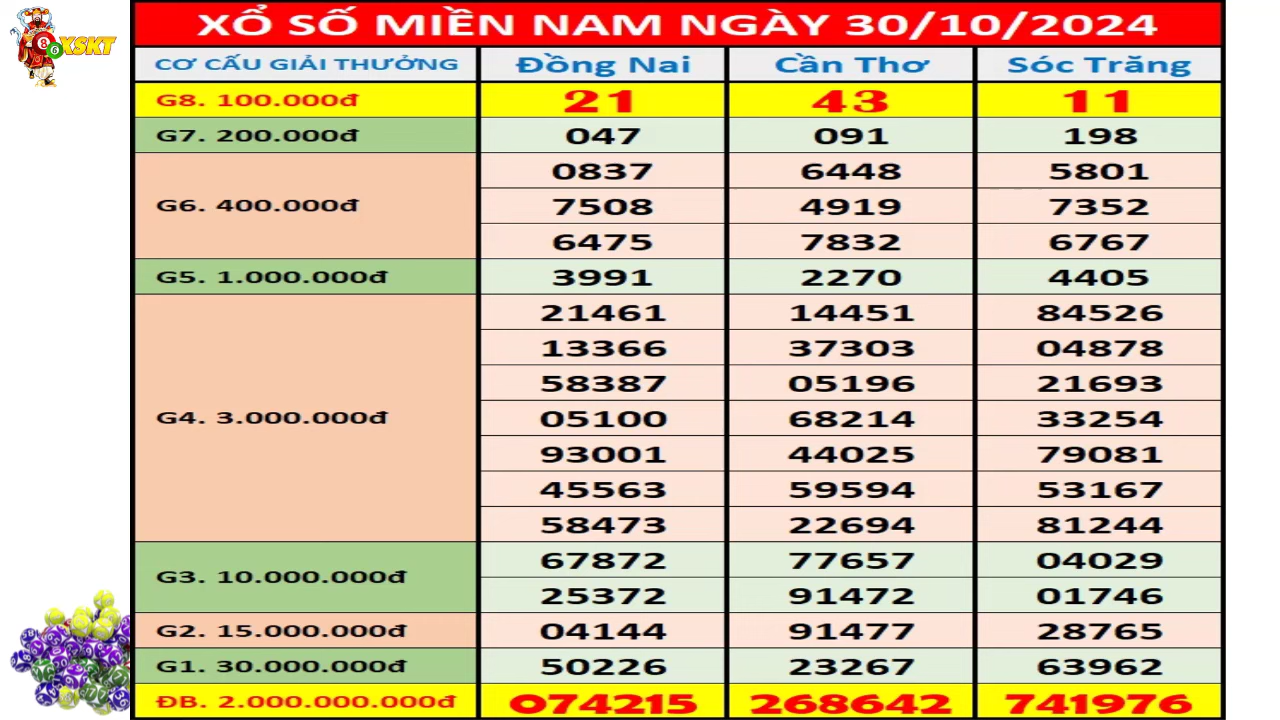 XSKT
XỔ SỐ MIỀN NAM NGÀY 30/10/2024
CƠ CẤU GIẢI THƯỞNG Đồng Nai Cần Thơ Sóc Trăng
G8. 100.000đ 21 43 11
G7. 200.000đ 047 091 198
0837 6448 5801
G6. 400.000đ 7508 4919 7352
6475 7832 6767
G5. 1.000.000đ 3991 2270 4405
21461 14451 84526
13366 37303 04878
58387 05196 21693
G4. 3.000.000đ 05100 68214 33254
93001 44025 79081
45563 59594 53167
58473 22694 81244
G3. 10.000.000đ 67872 77657 04029
25372 91472 01746
G2. 15.000.000đ 04144 91477 28765
G1. 30.000.000đ 50226 23267 63962
ĐB. 2.000.000.000đ 074215 268642 741976